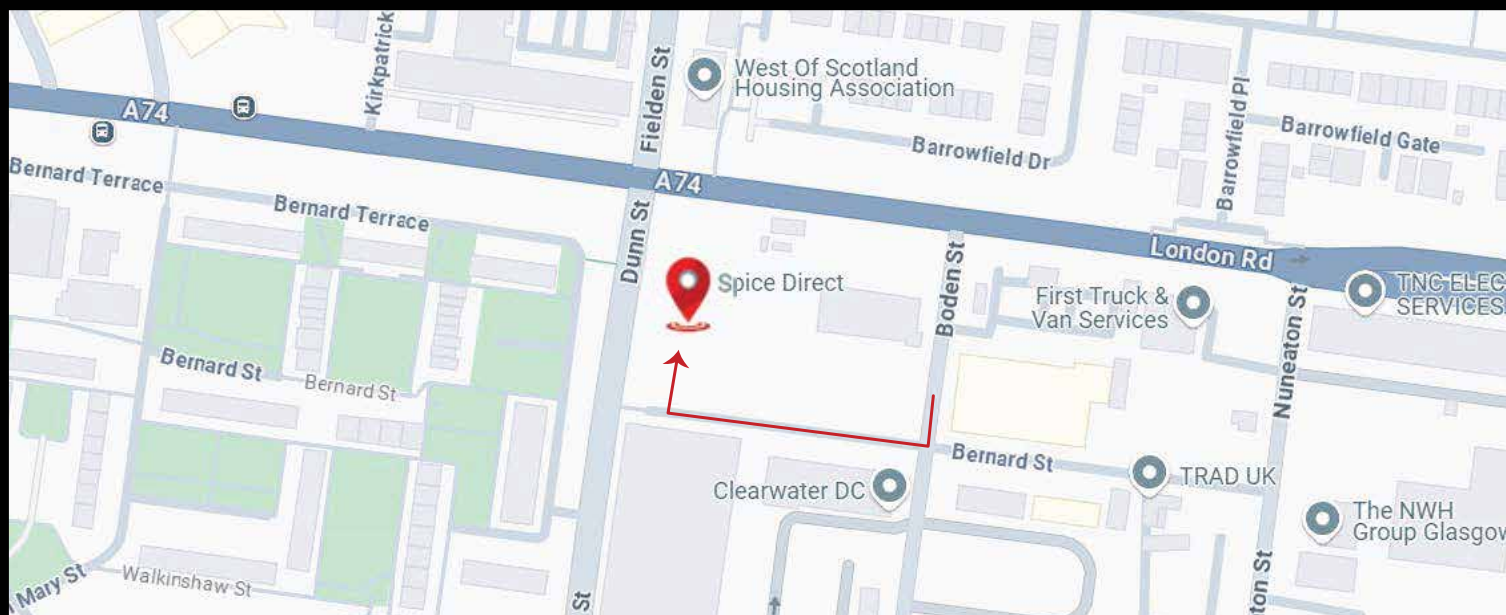 Kirkpatrick
Fielden St
West Of Scotland
Housing Association
Barrowfield Pl
Barrowfield Gate
A74
Barrowfield Dr
Bernard Terrace
A74
Bernard Terrace
Dunn St
London Rd
Spice Direct
Boden St
First Truck &
Van Services
TNC ELEC
SERVICES
Nuneaton St
Bernard St
Bernard St
Bernard St
TRAD UK
Clearwater DC
The NWH
Group Glasgow
Mary St
Walkinshaw St
St
ton St